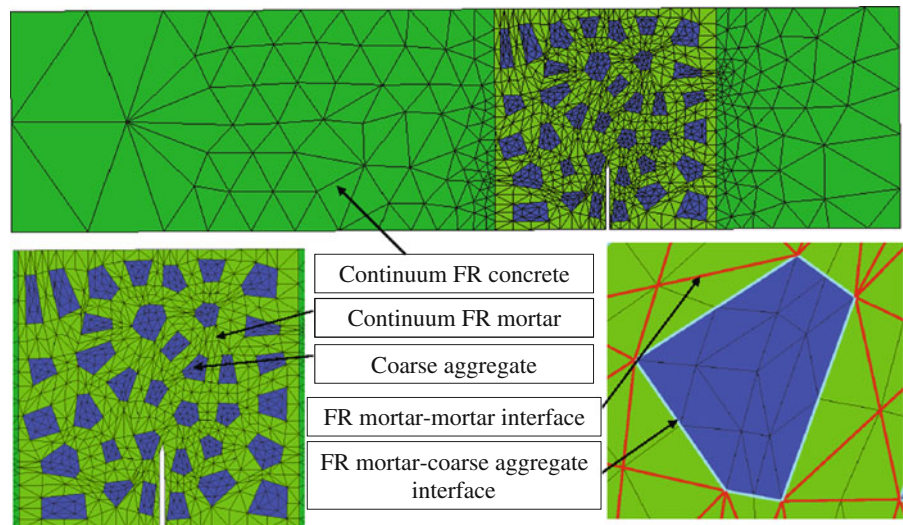 Continuum FR concrete
Continuum FR mortar
Coarse aggregate
FR mortar-mortar interface
FR mortar-coarse aggregate
interface